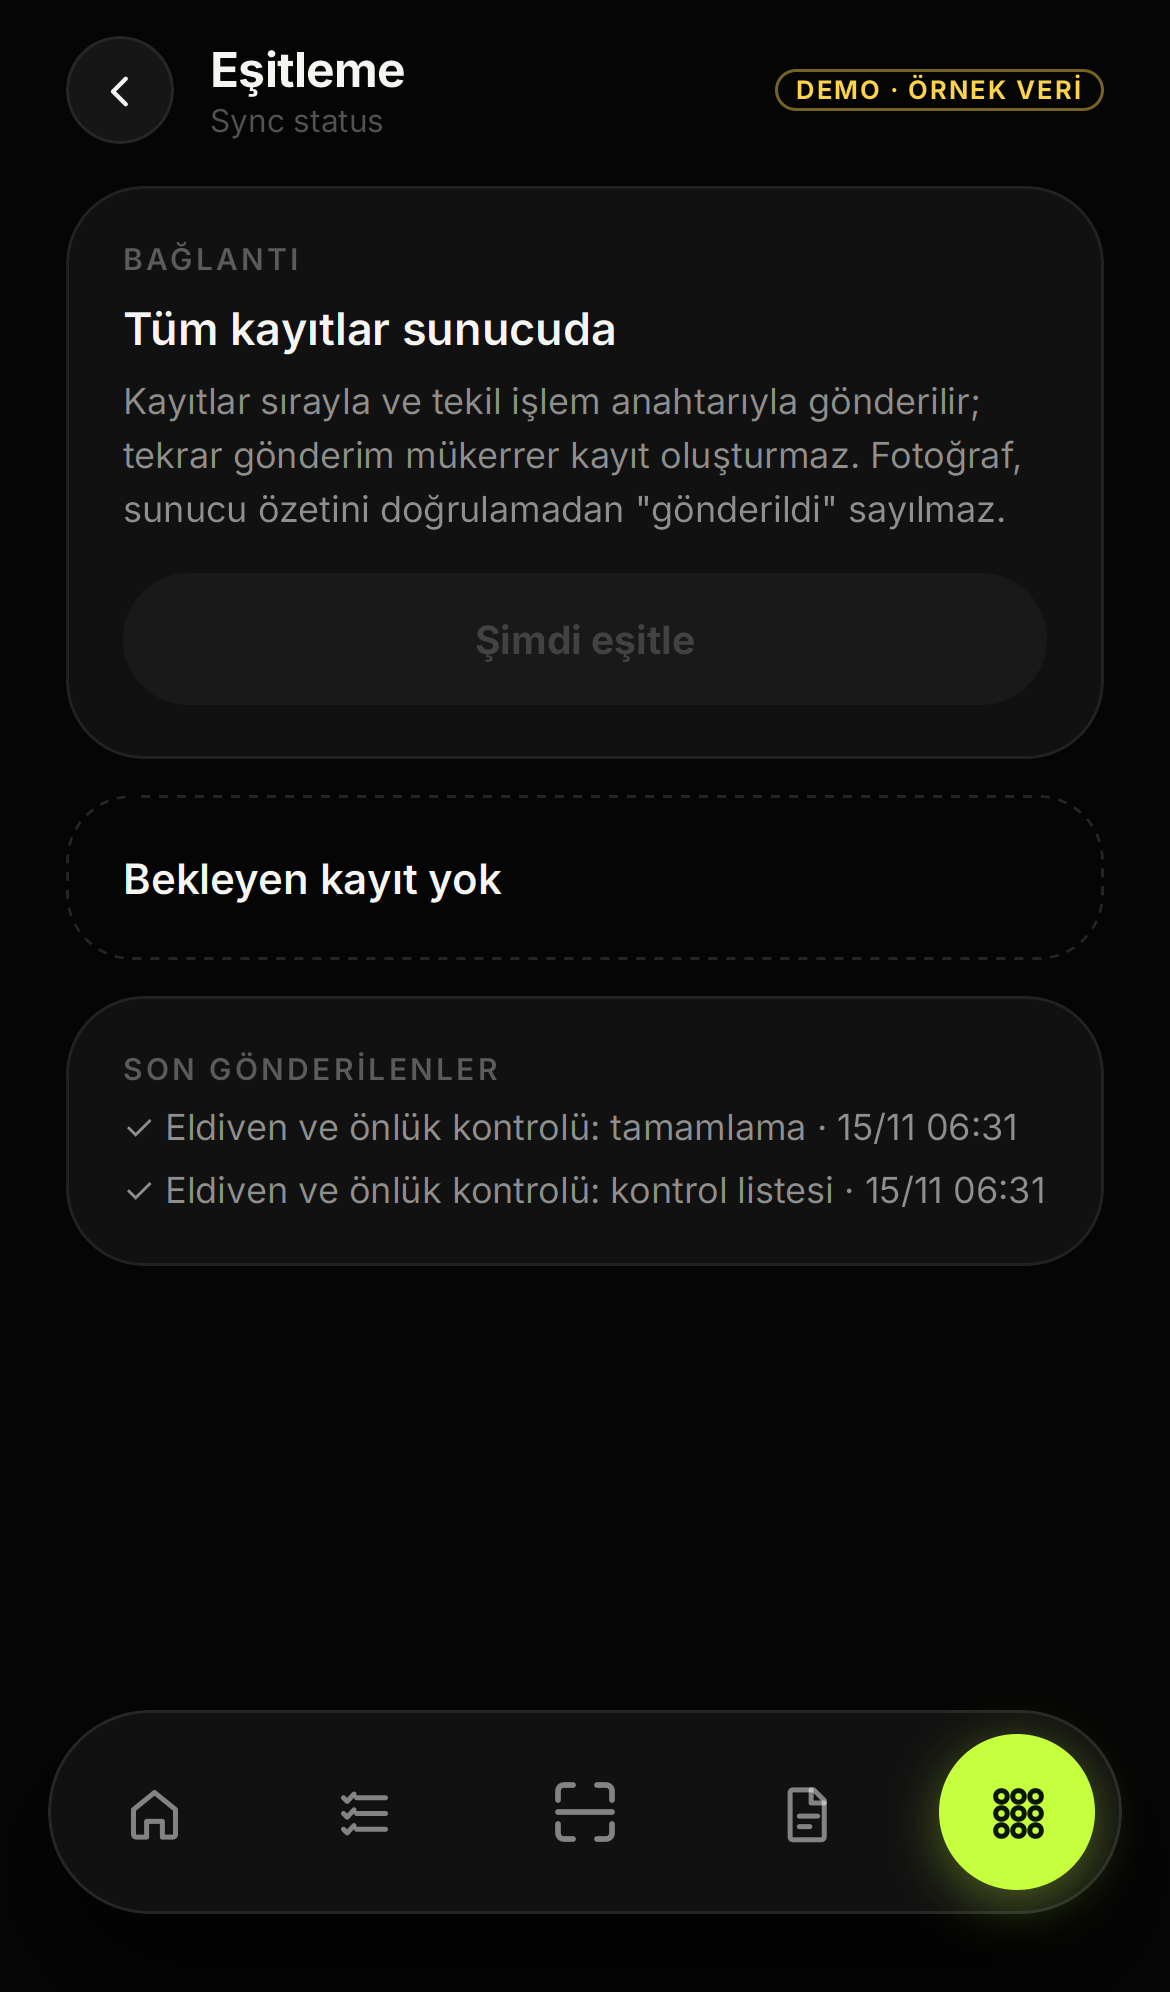 Eşitleme
Sync status
DEMO · ÖRNEK VERİ
BAĞLANTI
Tüm kayıtlar sunucuda
Kayıtlar sırayla ve tekil işlem anahtarıyla gönderilir;
tekrar gönderim mükerrer kayıt oluşturmaz. Fotoğraf,
sunucu özetini doğrulamadan "gönderildi" sayılmaz.
Şimdi eşitle
Bekleyen kayıt yok
SON GÖNDERİLENLER
✓ Eldiven ve önlük kontrolü: tamamlama · 15/11 06:31
✓ Eldiven ve önlük kontrolü: kontrol listesi · 15/11 06:31